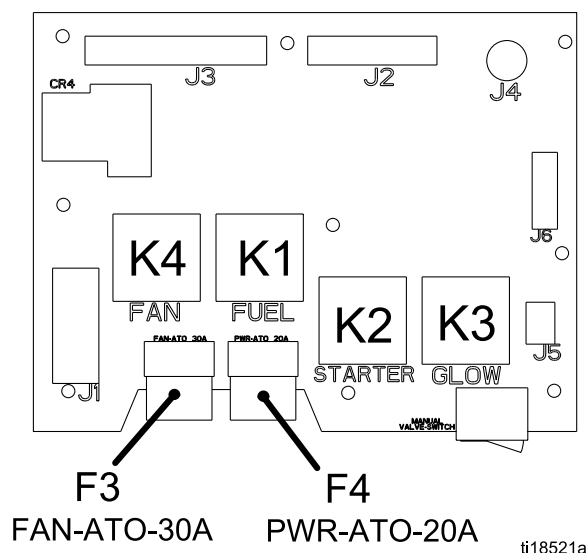 J3
J2
J4
CR4
J6
K4
K1
FAN
FUEL
K2
K3
FAN-ATO 30A
PWR-ATO 20A
J5
STARTER
GLOW
J1
MANUAL
VALVE-SWITCH
F3
F4
FAN-ATO-30A
PWR-ATO-20A
ti18521a